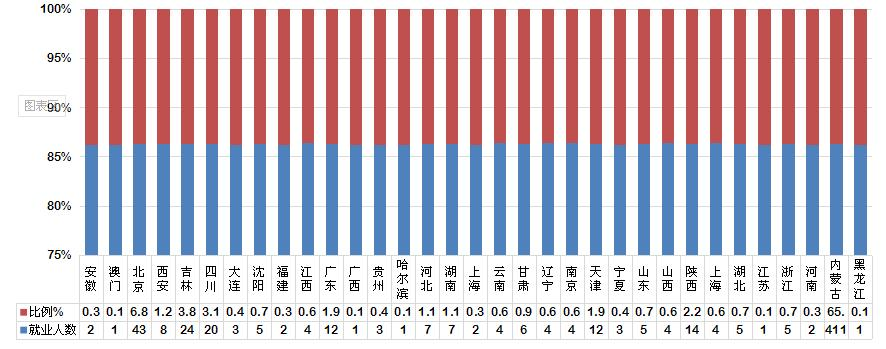 100%
95%
90%
85%
80%
75%
图表区
安徽 澳门 北京 西安 吉林 四川 大连 沈阳 福建 江西 广东 广西 贵州 哈尔滨 河北 湖南 上海 云南 甘肃 辽宁 南京 天津 宁夏 山东 山西 陕西 上海 湖北 江苏 浙江 河南 内蒙古 黑龙江
比例% 0.3 0.1 6.8 1.2 3.8 3.1 0.4 0.7 0.3 0.6 1.9 0.1 0.4 0.1 1.1 1.1 0.3 0.6 0.9 0.6 0.6 1.9 0.4 0.7 0.6 2.2 0.6 0.7 0.1 0.7 0.3 65. 0.1
就业人数 2 1 43 8 24 20 3 5 2 4 12 1 3 1 7 7 2 4 6 4 4 12 3 5 4 14 4 5 1 5 2 411 1